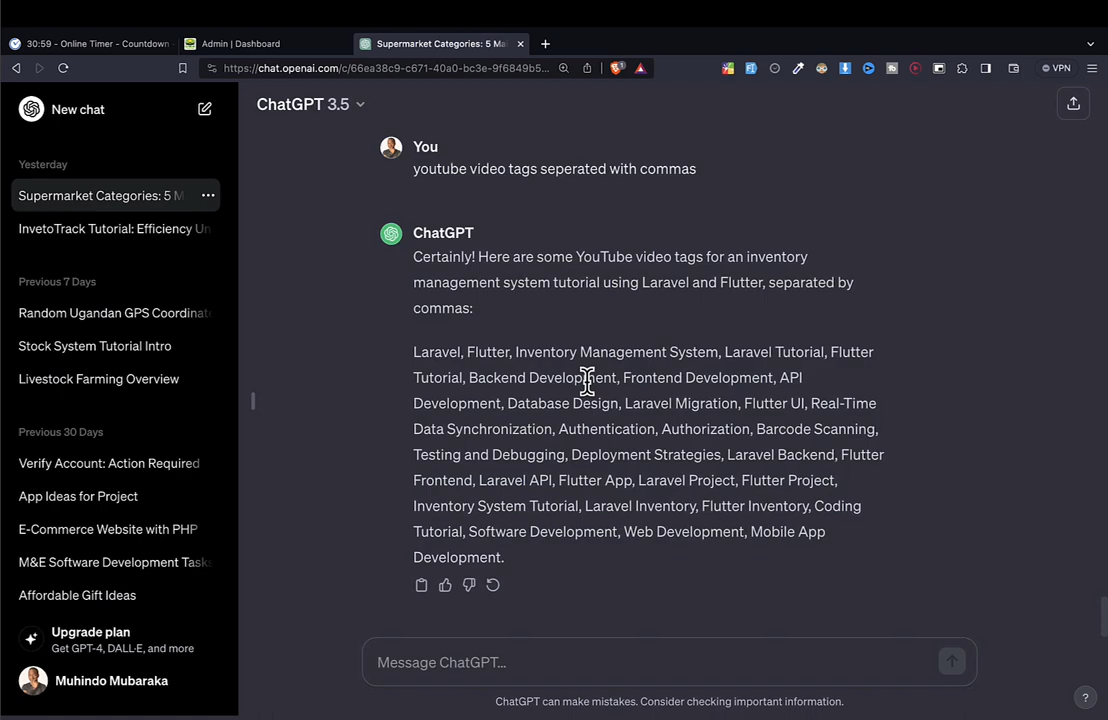 30:59 - Online Timer - Countdown
Admin | Dashboard
Supermarket Categories: 5 Ma
https://chat.openai.com/c/66ea38c9-c671-40a0-bc3e-9f6849b5...
VPN
New chat
Yesterday
Supermarket Categories: 5 M
InvetoTrack Tutorial: Efficiency Un
Previous 7 Days
Random Ugandan GPS Coordinat
Stock System Tutorial Intro
Livestock Farming Overview
Previous 30 Days
Verify Account: Action Required
App Ideas for Project
E-Commerce Website with PHP
M&E Software Development Task
Affordable Gift Ideas
Upgrade plan
Get GPT-4, DALL·E, and more
Muhindo Mubaraka
ChatGPT 3.5
You
youtube video tags seperated with commas
ChatGPT
Certainly! Here are some YouTube video tags for an inventory
management system tutorial using Laravel and Flutter, separated by
commas:
Laravel, Flutter, Inventory Management System, Laravel Tutorial, Flutter
Tutorial, Backend Development, Frontend Development, API
Development, Database Design, Laravel Migration, Flutter UI, Real-Time
Data Synchronization, Authentication, Authorization, Barcode Scanning,
Testing and Debugging, Deployment Strategies, Laravel Backend, Flutter
Frontend, Laravel API, Flutter App, Laravel Project, Flutter Project,
Inventory System Tutorial, Laravel Inventory, Flutter Inventory, Coding
Tutorial, Software Development, Web Development, Mobile App
Development.
Message ChatGPT...
ChatGPT can make mistakes. Consider checking important information.
?